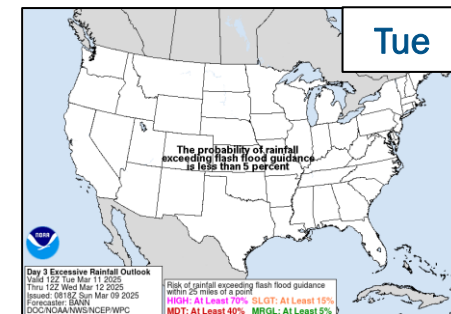 Tue
The probability of rainfall
exceeding flash flood guidance
is less than 5 percent
NOAA
Day 3 Excessive Rainfall Outlook
Valid 12Z Tue Mar 11 2025
Thru 12Z Wed Mar 12 2025
Issued: 0818Z Sun Mar 09 2025
Forecaster: BANN
DOC/NOAA/NWS/NCEP/WPC
Risk of rainfall exceeding flash flood guidance
within 25 miles of a point
HIGH: At Least 70% SLGT: At Least 15%
MDT: At Least 40% MRGL: At Least 5%